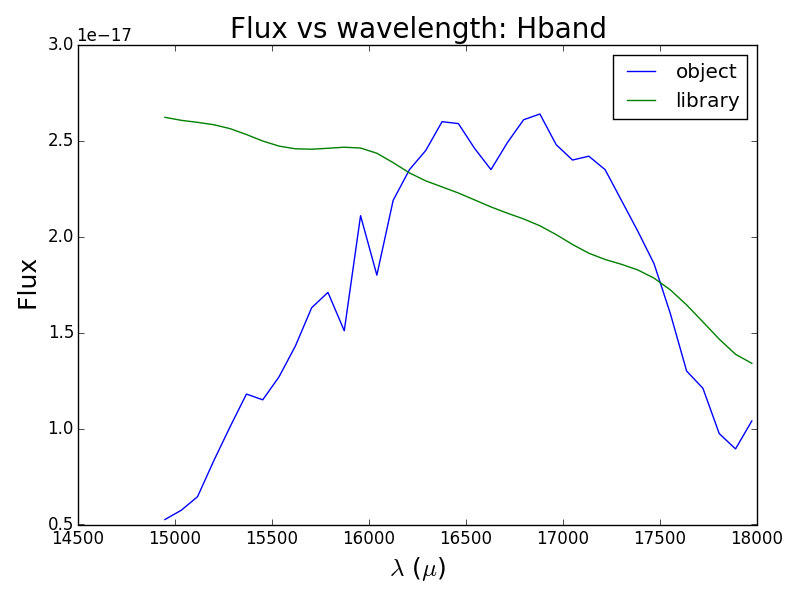 Flux vs wavelength: Hband
1e−17
object
library
3.0
2.5
2.0
1.5
1.0
0.5
Flux
14500 15000 15500 16000 16500 17000 17500 18000
λ (μ)